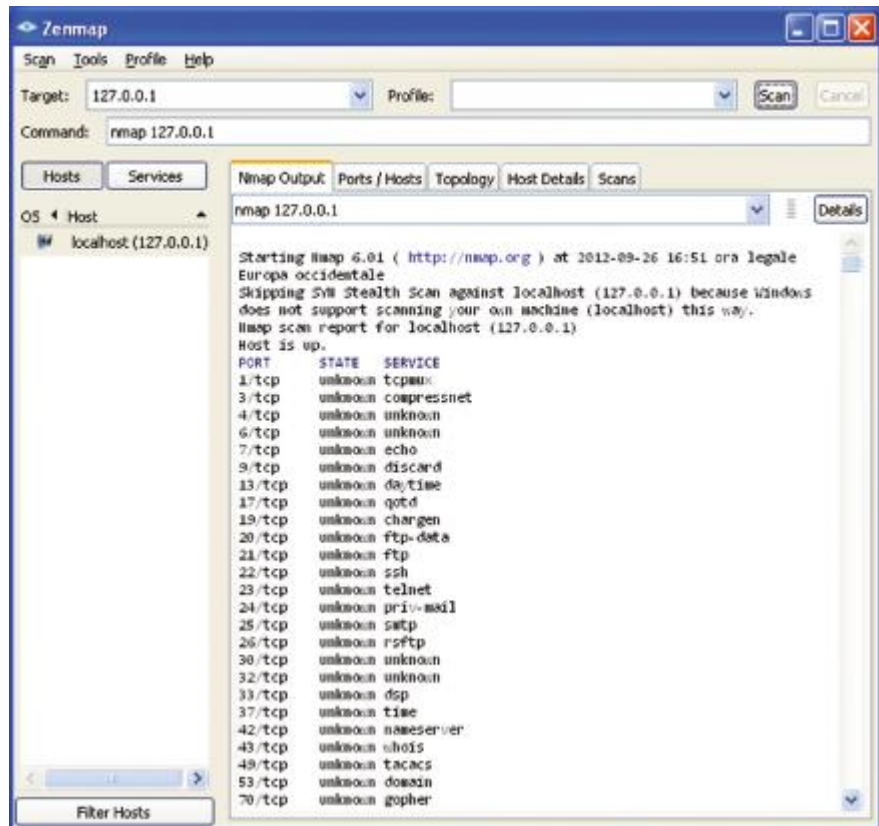 Zenmap
Scan Tools Profile Help
Target: 127.0.0.1 Profile: Scan Cancel
Command: nmap 127.0.0.1
Hosts Services
OS Host
localhost (127.0.0.1)
Filter Hosts
Nmap Output Ports / Hosts Topology Host Details Scans
nmap 127.0.0.1 Details
Starting Nmap 6.01 ( http://nmap.org ) at 2012-09-26 16:51 ora legale
Europa occidentale
Skipping SYN Stealth Scan against localhost (127.0.0.1) because Windows
does not support scanning your own machine (localhost) this way.
Nmap scan report for localhost (127.0.0.1)
Host is up.
PORT STATE SERVICE
1/tcp unknown tcpmux
3/tcp unknown compressnet
4/tcp unknown unknown
6/tcp unknown unknown
7/tcp unknown echo
9/tcp unknown discard
13/tcp unknown daytime
17/tcp unknown qotd
19/tcp unknown chargen
20/tcp unknown ftp-data
21/tcp unknown ftp
22/tcp unknown ssh
23/tcp unknown telnet
24/tcp unknown priv-mail
25/tcp unknown smtp
26/tcp unknown rsftp
30/tcp unknown unknown
32/tcp unknown unknown
33/tcp unknown dsp
37/tcp unknown time
42/tcp unknown nameserver
43/tcp unknown whois
49/tcp unknown tacacs
53/tcp unknown domain
70/tcp unknown gopher